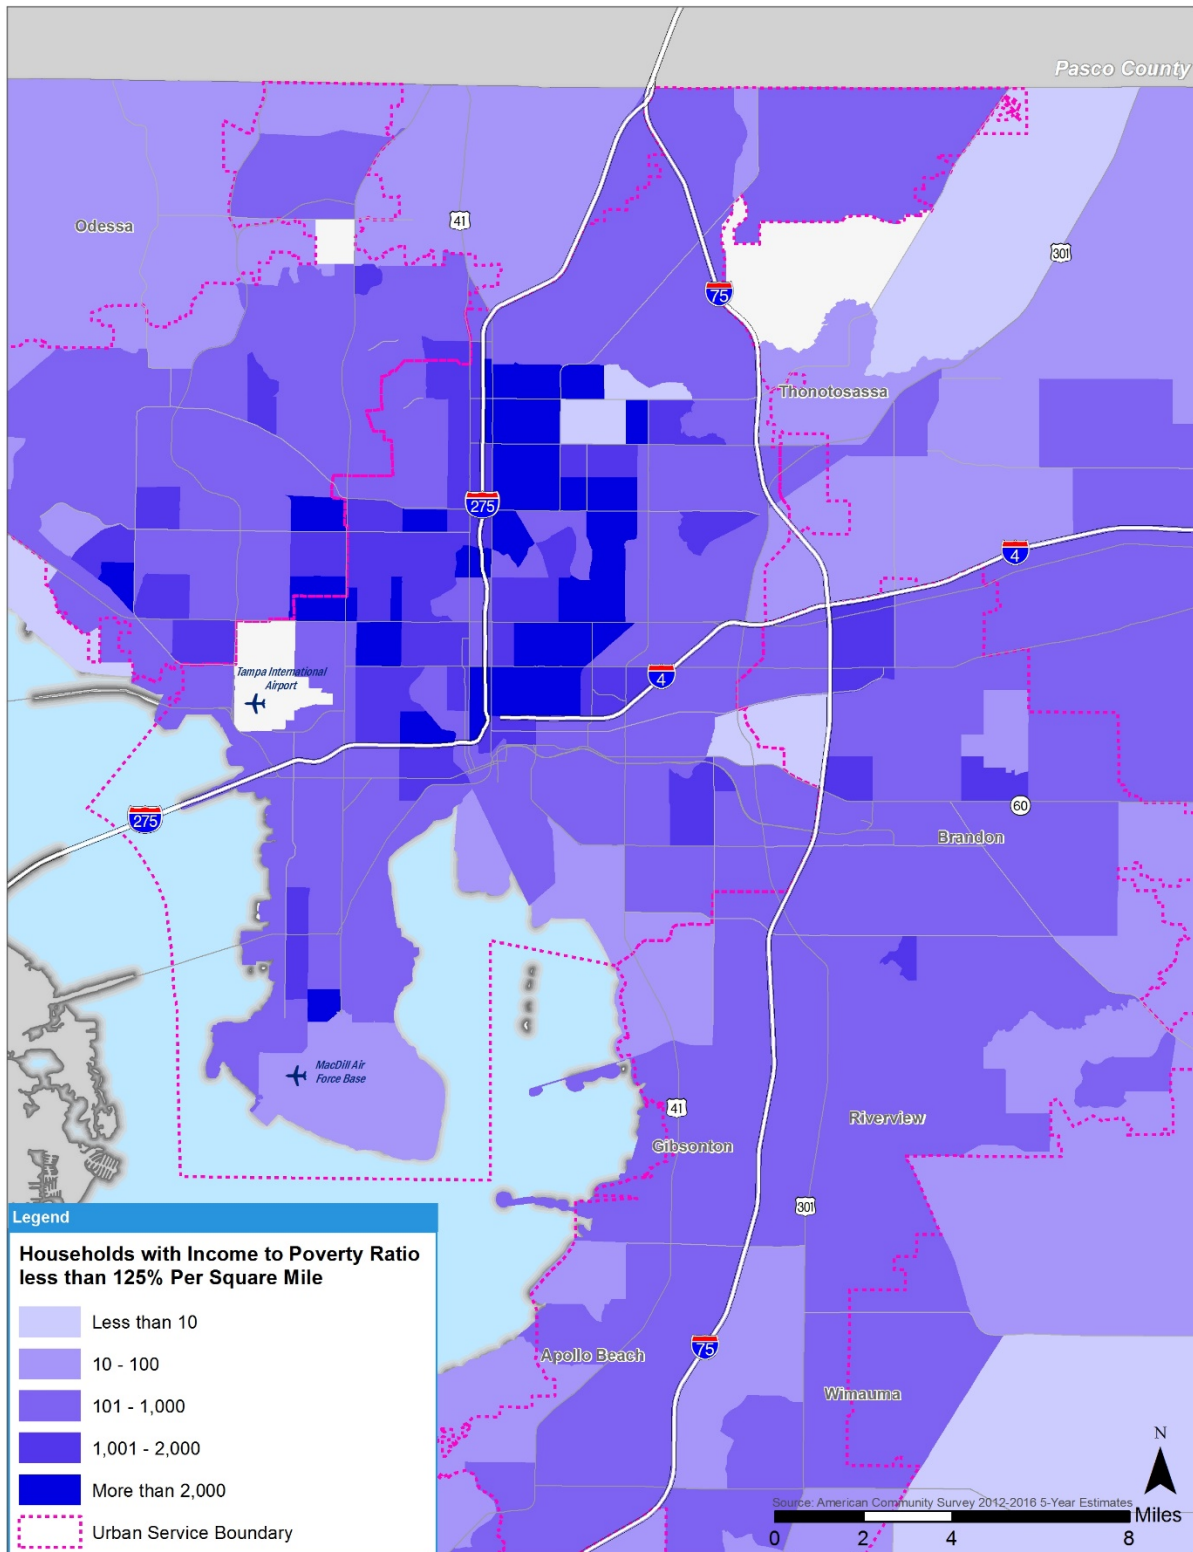 Pasco County
Odessa
41
301
75
Thonotosassa
275
4
Tampa International
Airport
4
275
60
Brandon
MacDill Air
Force Base
41
Riverview
Gibsonton
301
Legend
Households with Income to Poverty Ratio
less than 125% Per Square Mile
Less than 10
10 - 100
101 - 1,000
1,001 - 2,000
More than 2,000
Urban Service Boundary
75
Apollo Beach
Wimauma
N
Source: American Community Survey 2012-2016 5-Year Estimates
Miles
0 2 4 8